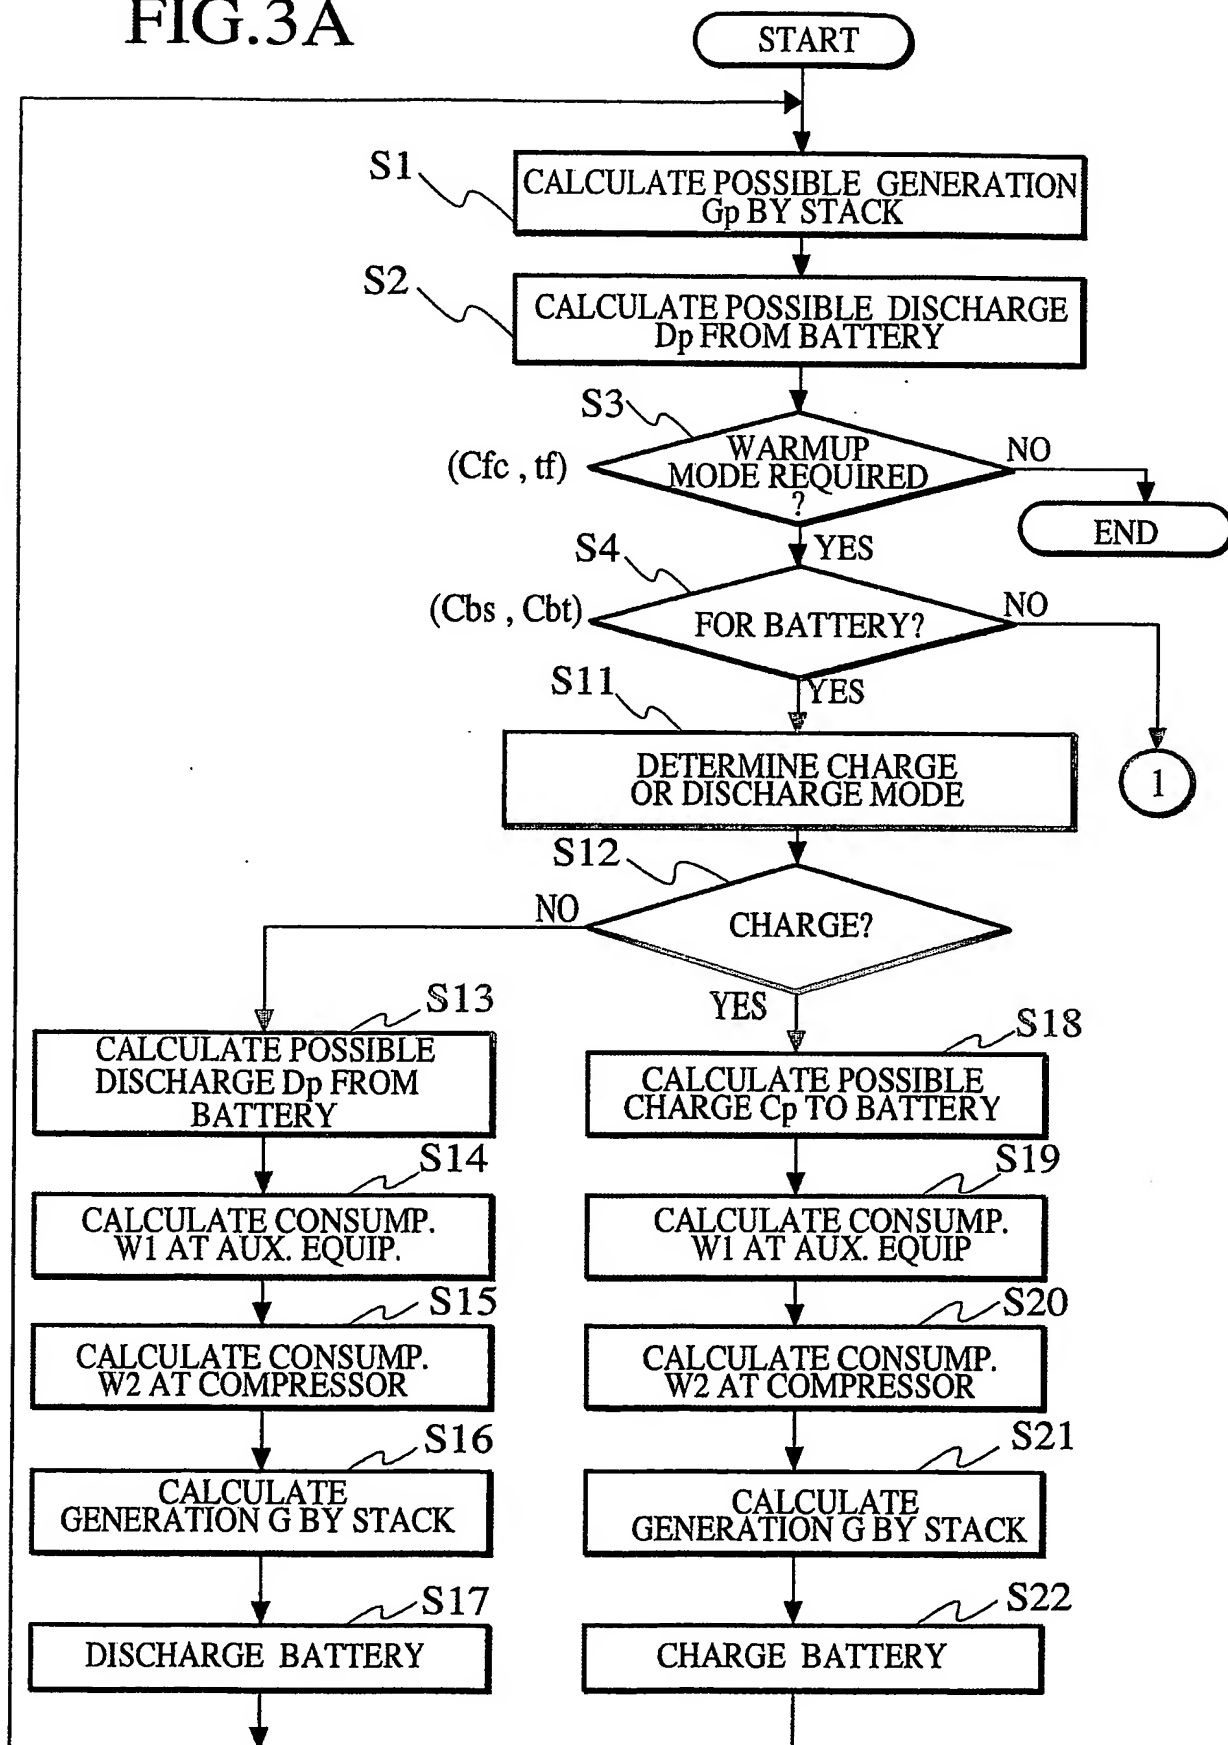 FIG.3A
START
S1
CALCULATE POSSIBLE GENERATION
Gp BY STACK
S2
CALCULATE POSSIBLE DISCHARGE
Dp FROM BATTERY
S3
(Cfc , tf)
WARMUP
MODE REQUIRED
?
NO
END
YES
S4
(Cbs , Cbt)
FOR BATTERY?
NO
YES
S11
DETERMINE CHARGE
OR DISCHARGE MODE
1
S12
NO
CHARGE?
YES
S13
CALCULATE POSSIBLE
DISCHARGE Dp FROM
BATTERY
S18
CALCULATE POSSIBLE
CHARGE Cp TO BATTERY
S14
CALCULATE CONSUMP.
W1 AT AUX. EQUIP.
S19
CALCULATE CONSUMP.
W1 AT AUX. EQUIP
S15
CALCULATE CONSUMP.
W2 AT COMPRESSOR
S20
CALCULATE CONSUMP.
W2 AT COMPRESSOR
S16
CALCULATE
GENERATION G BY STACK
S21
CALCULATE
GENERATION G BY STACK
S17
DISCHARGE BATTERY
S22
CHARGE BATTERY